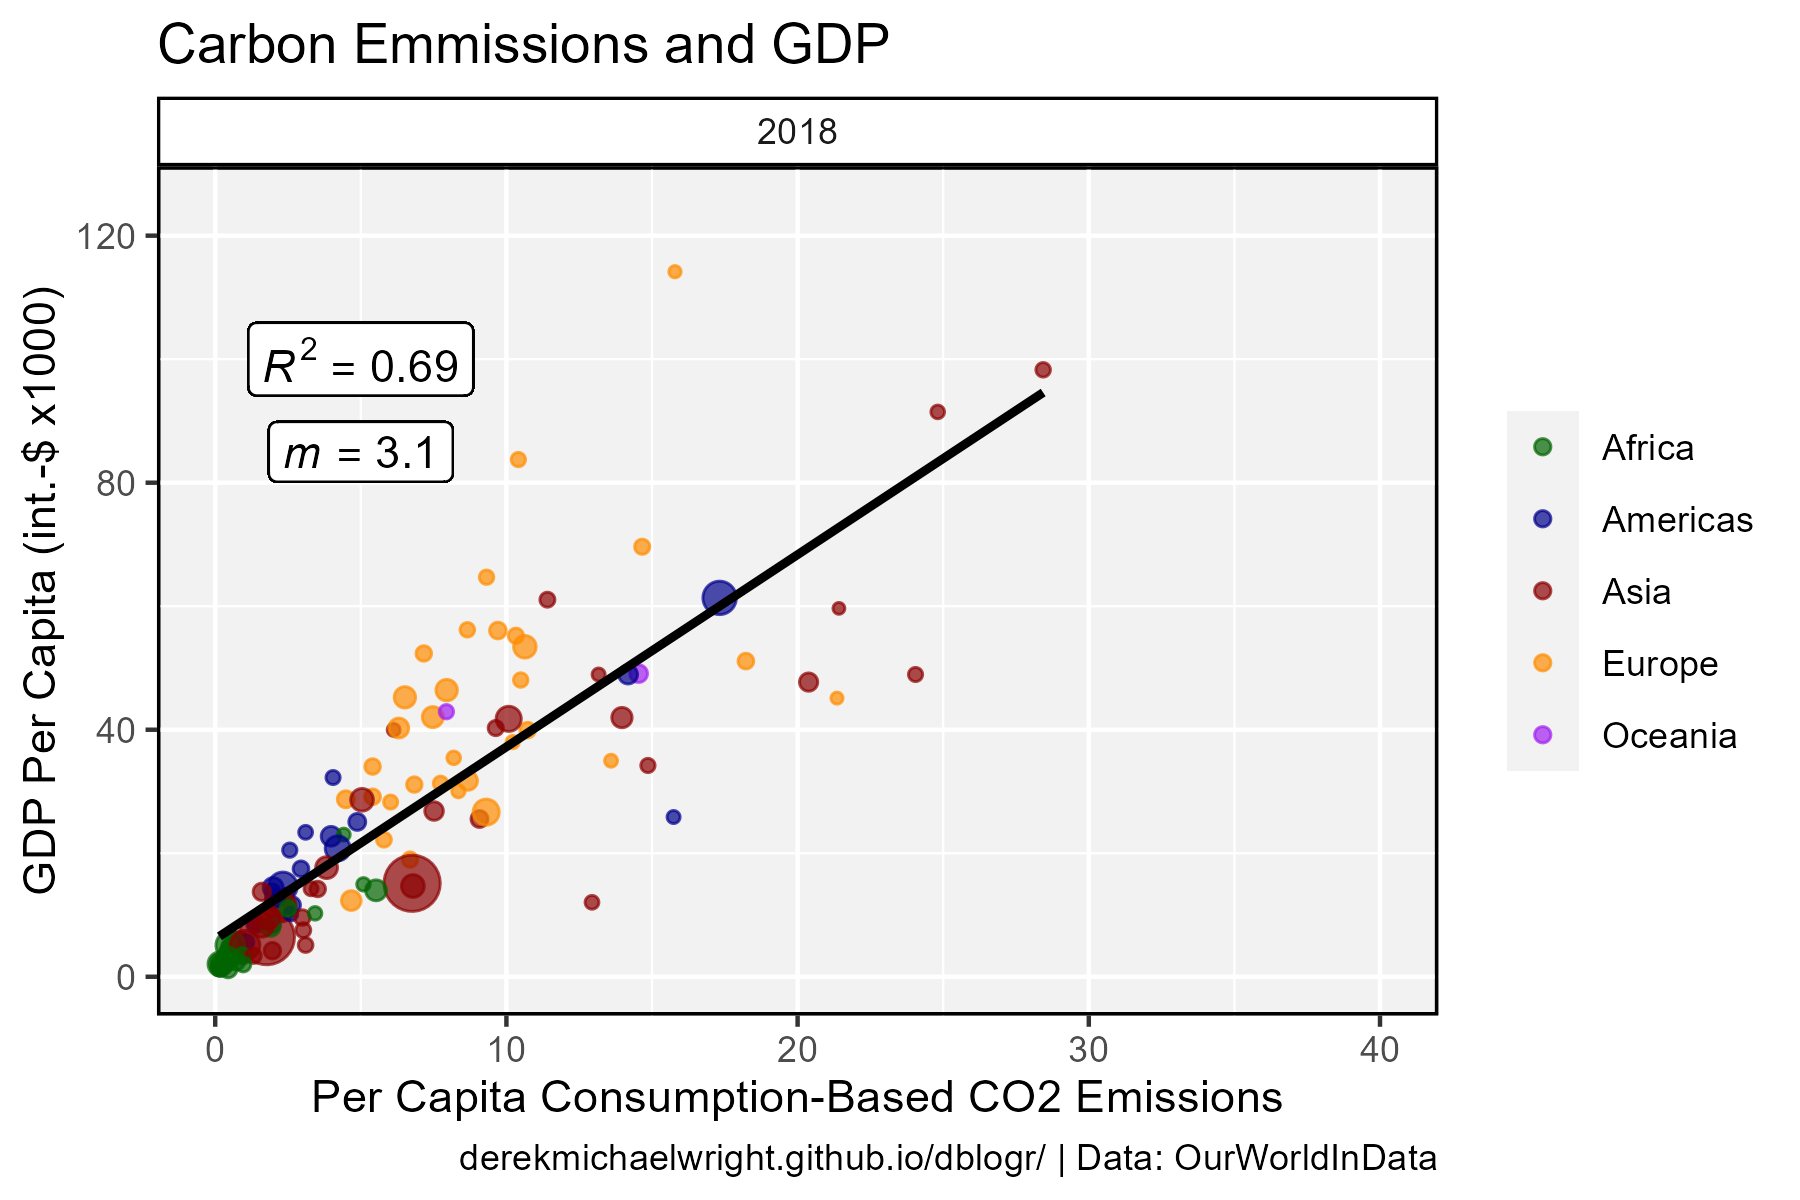 Carbon Emmissions and GDP
2018
120
80
40
0
GDP Per Capita (int.-$ x1000)
R² = 0.69
m = 3.1
Africa
Americas
Asia
Europe
Oceania
0 10 20 30 40
Per Capita Consumption-Based CO2 Emissions
derekmichaelwright.github.io/dblogr/ | Data: OurWorldInData